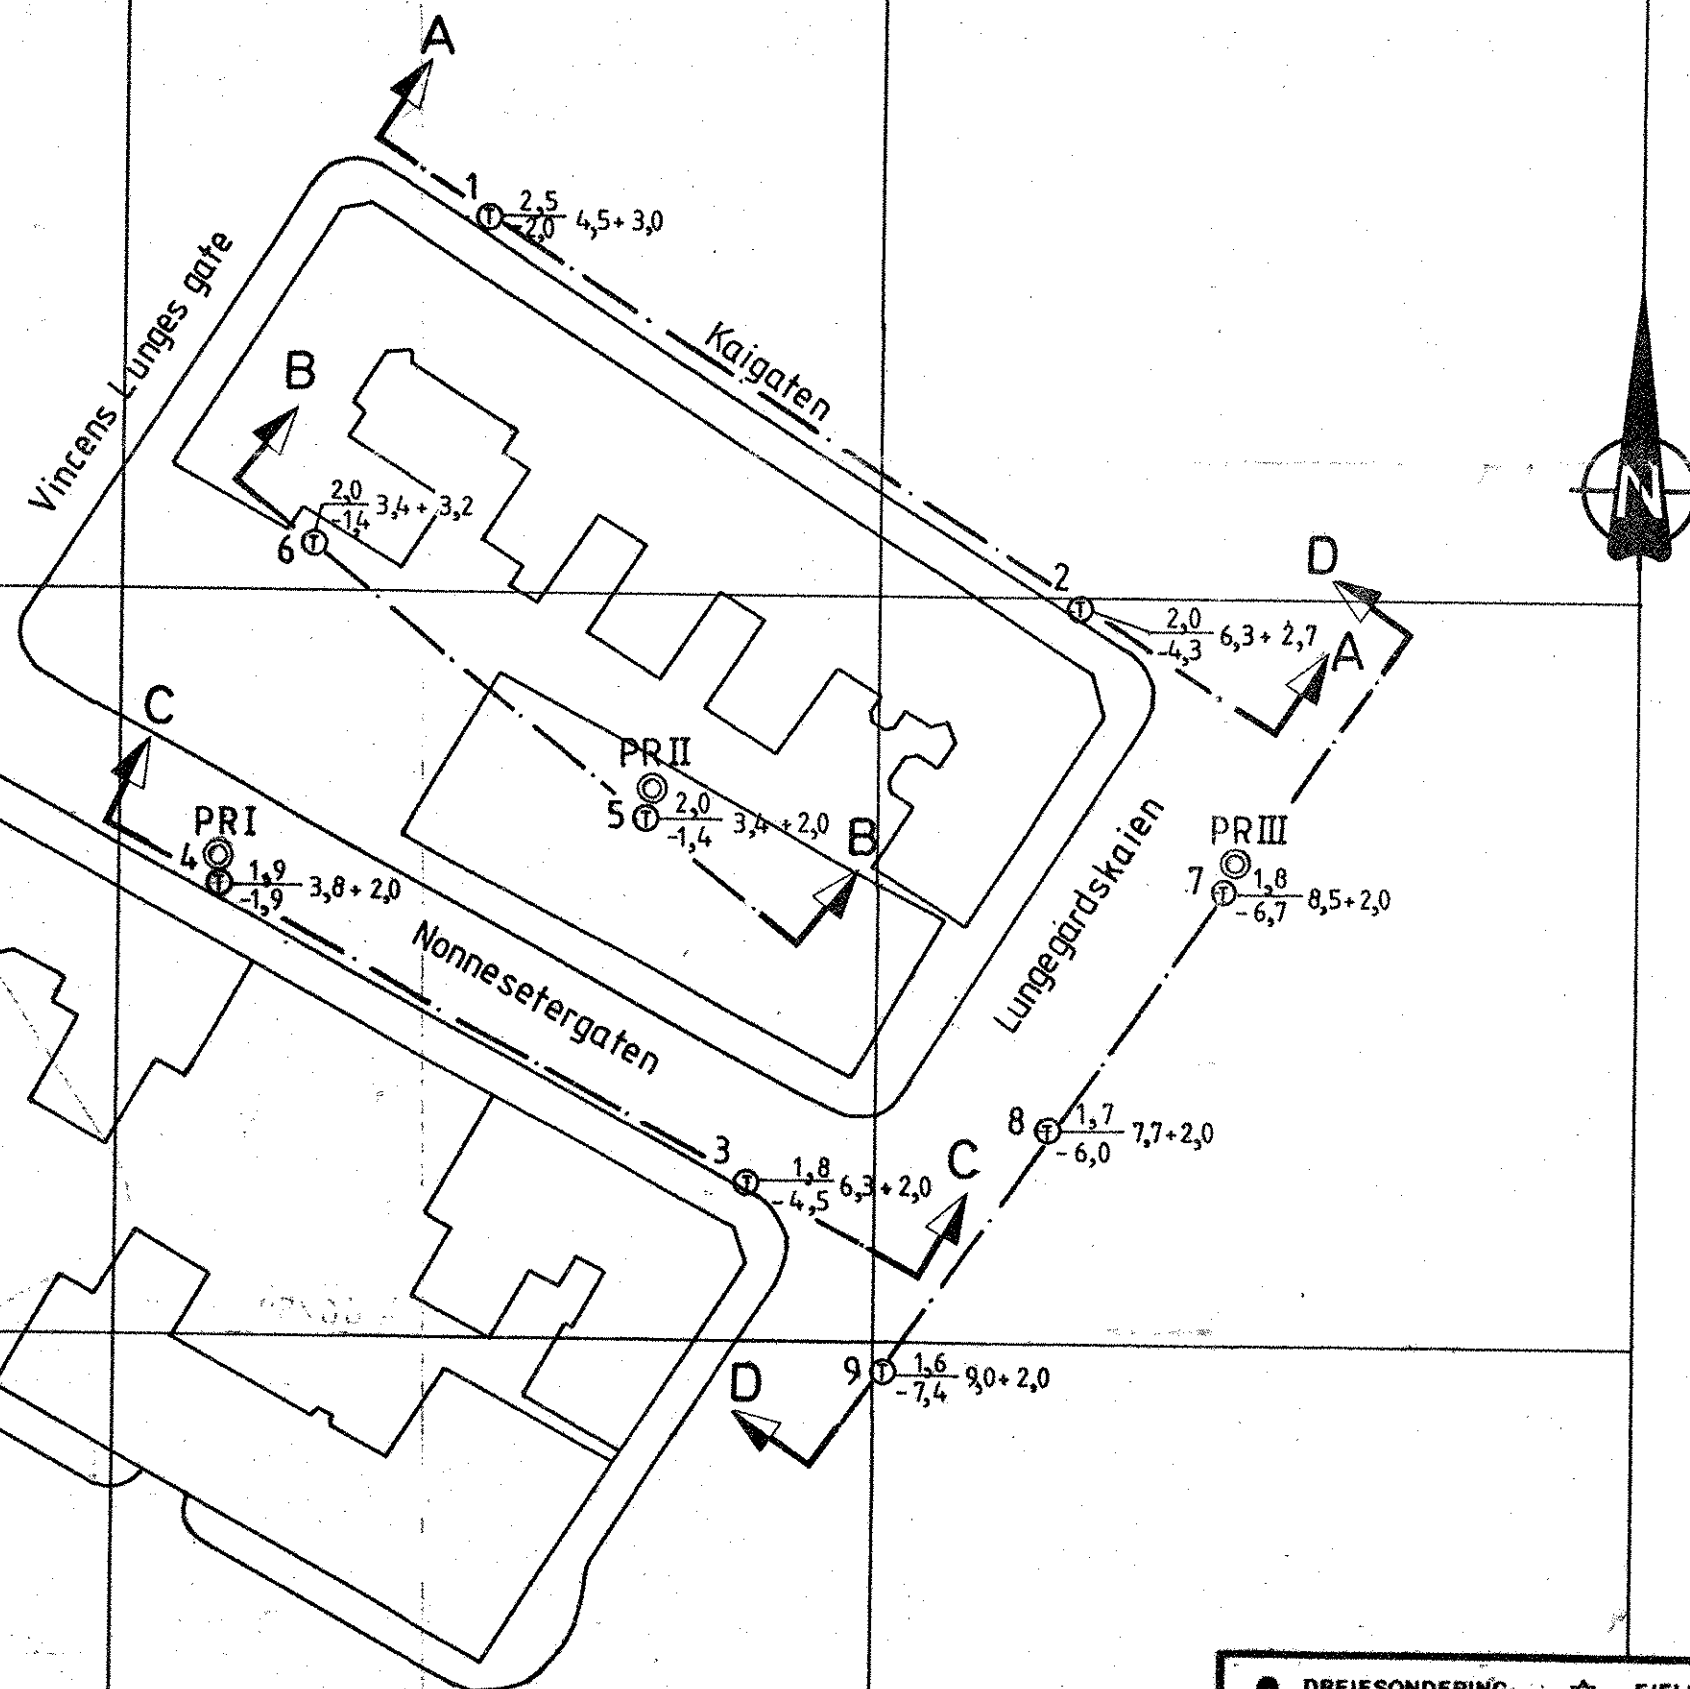 A
1
2,5
-2,0
4,5 + 3,0
Vincens Lunges gate
Kaigaten
B
2,0
-1,4
3,4 + 3,2
6
N
D
2
2,0
-4,3
6,3 + 2,7
A
C
PR II
5
2,0
-1,4
3,4 + 2,0
B
PR I
4
1,9
-1,9
3,8 + 2,0
Lungegårdskaien
PR III
7
1,8
-6,7
8,5 + 2,0
Nonnesetergaten
8
1,7
-6,0
7,7 + 2,0
3
1,8
-4,5
6,3 + 2,0
C
D
9
1,6
-7,4
9,0 + 2,0
DREIESONDERING